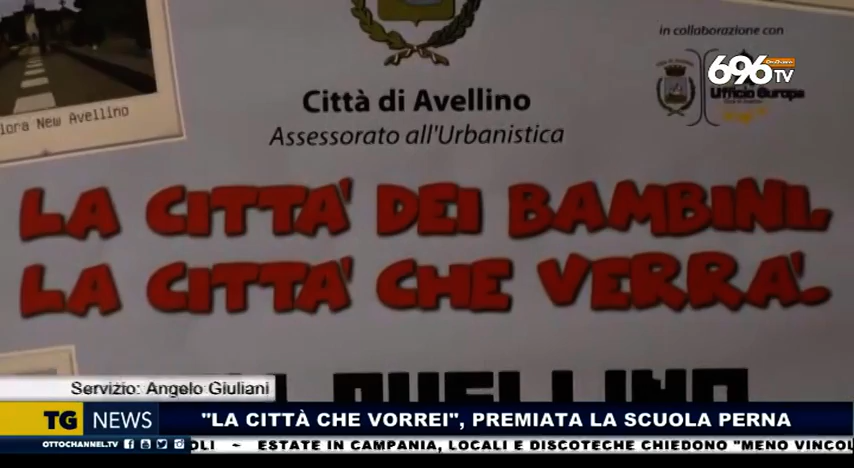 in collaborazione con
696 TV
Ufficio Europa
lora New Avellino
Città di Avellino
Assessorato all'Urbanistica
LA CITTA' DEI BAMBINI.
LA CITTA' CHE VERRA'.
Servizio: Angelo Giuliani
TG NEWS
"LA CITTÀ CHE VORREI", PREMIATA LA SCUOLA PERNA
OTTOCHANNEL.TV
OLI ~ ESTATE IN CAMPANIA, LOCALI E DISCOTECHE CHIEDONO "MENO VINCOL